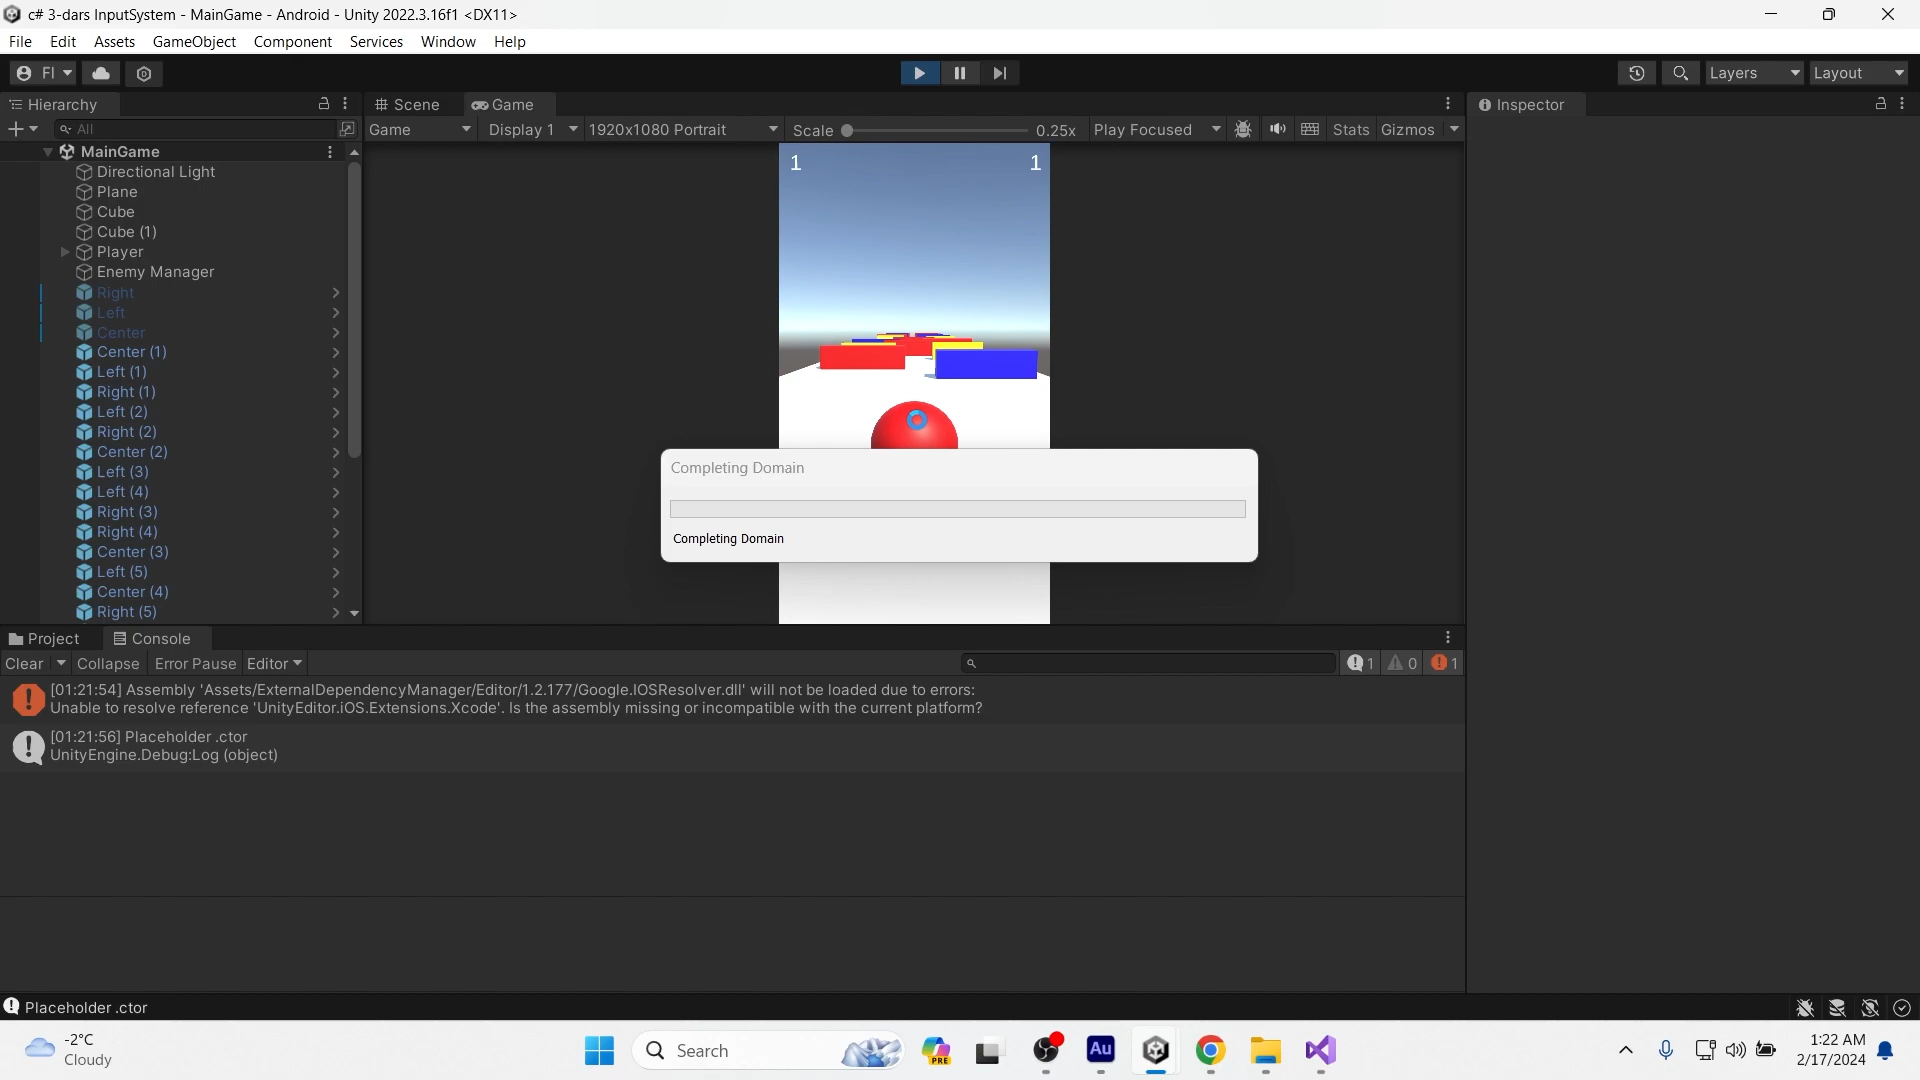 c# 3-dars InputSystem - MainGame - Android - Unity 2022.3.16f1 <DX11>
File Edit Assets GameObject Component Services Window Help
FI Layers Layout
Hierarchy Scene Game Inspector
All Game Display 1 1920x1080 Portrait Scale 0.25x Play Focused Stats Gizmos
MainGame
1 1
Directional Light
Plane
Cube
Cube (1)
Player
Enemy Manager
Right
Left
Center
Center (1)
Left (1)
Right (1)
Left (2)
Right (2)
Center (2)
Left (3)
Left (4)
Right (3)
Right (4)
Center (3)
Left (5)
Center (4)
Right (5)
Completing Domain
Completing Domain
Project Console
Clear Collapse Error Pause Editor 1 0 1
[01:21:54] Assembly 'Assets/ExternalDependencyManager/Editor/1.2.177/Google.IOSResolver.dll' will not be loaded due to errors:
Unable to resolve reference 'UnityEditor.iOS.Extensions.Xcode'. Is the assembly missing or incompatible with the current platform?
[01:21:56] Placeholder .ctor
UnityEngine.Debug:Log (object)
Placeholder .ctor
-2°C
Cloudy
Search
PRE
Au
1:22 AM
2/17/2024